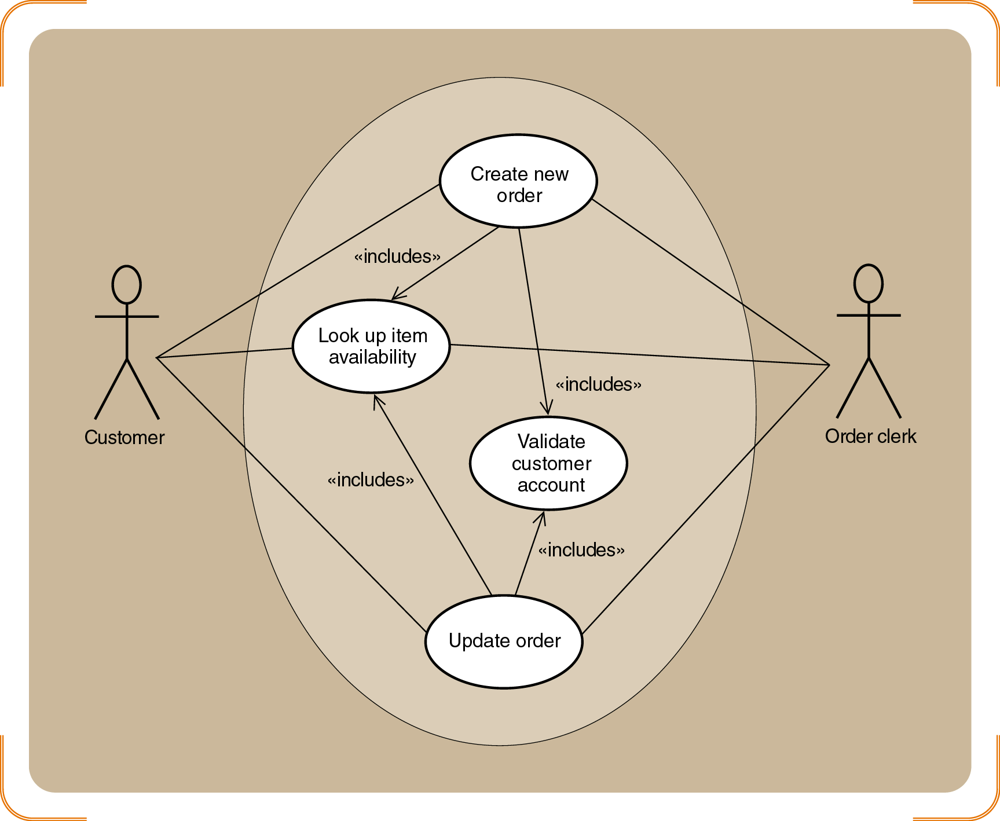 Create new
order
«includes»
Look up item
availability
«includes»
Customer
Order clerk
Validate
customer
account
«includes»
«includes»
Update order